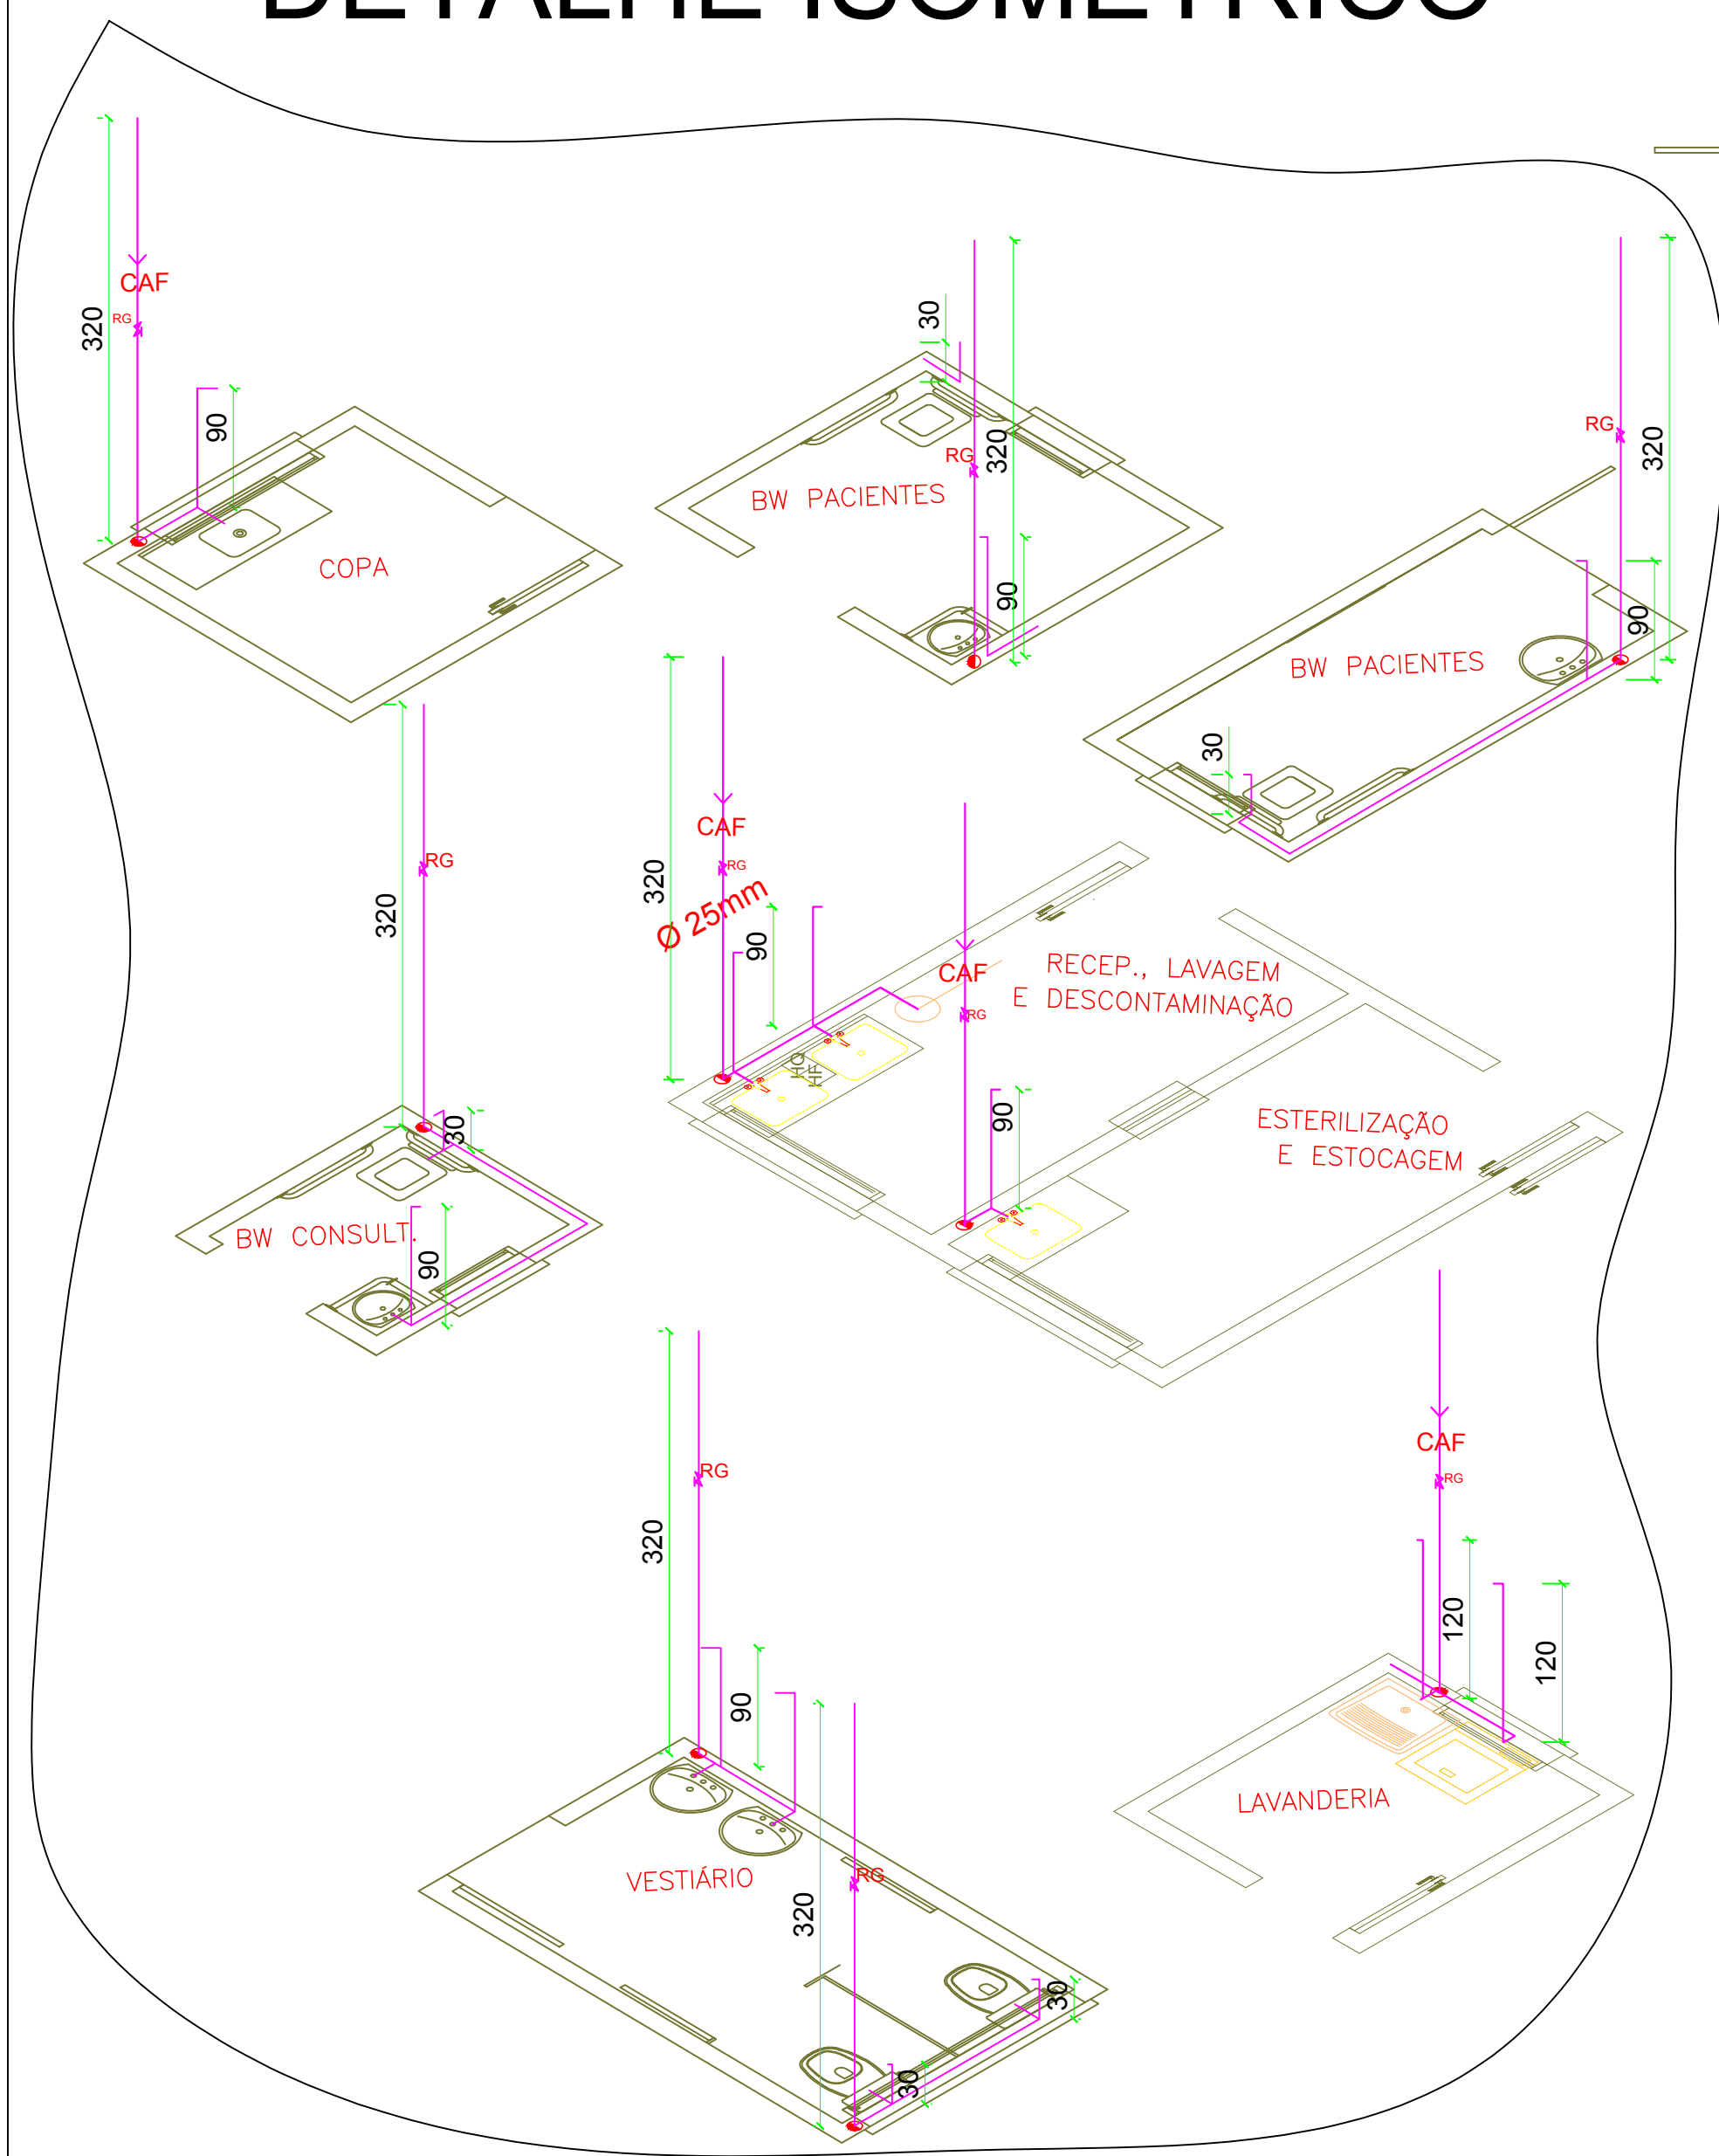 DETALHE ISOMÉTRICO
CAF
RG
320
90
COPA
30
RG
320
BW PACIENTES
90
RG
320
90
BW PACIENTES
30
RG
320
30
BW CONSULT.
90
CAF
RG
320
Ø 25mm
90
HQ
HF
CAF
RG
RECEP., LAVAGEM
E DESCONTAMINAÇÃO
90
ESTERILIZAÇÃO
E ESTOCAGEM
RG
320
90
VESTIÁRIO
RG
320
30
30
CAF
RG
120
120
LAVANDERIA